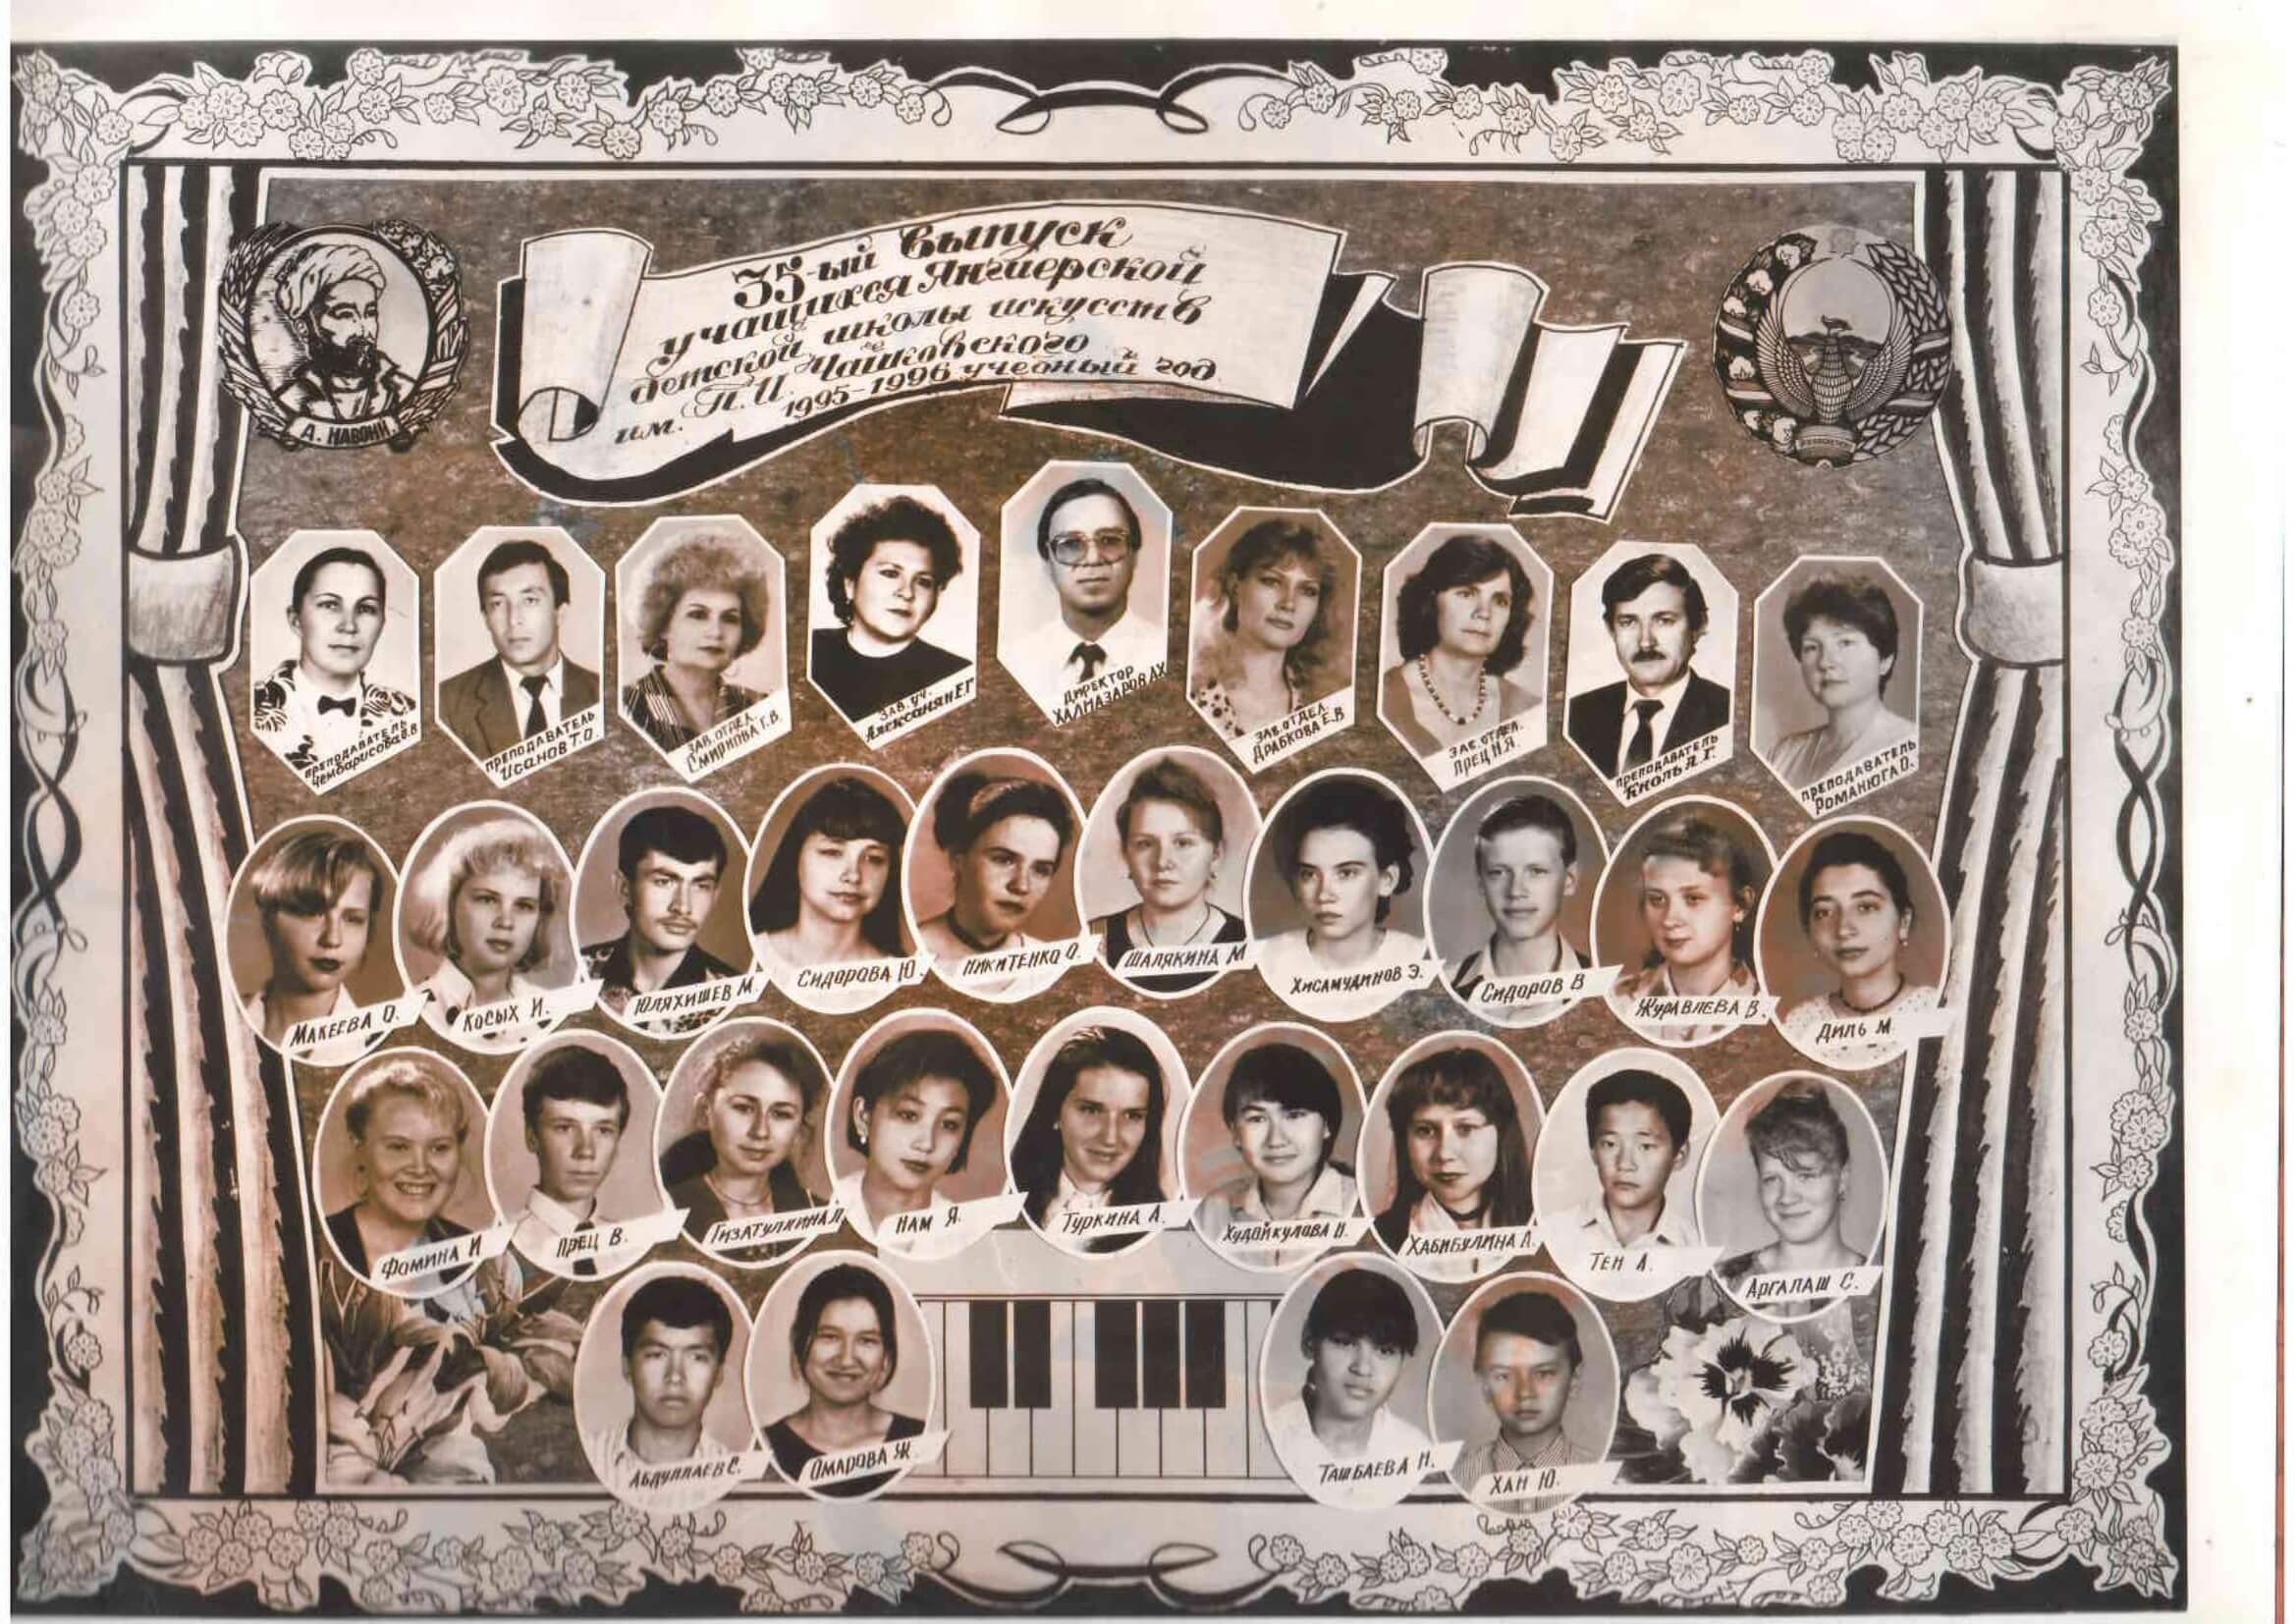 35-ый выпуск
учащихся Янгиерской
детской школы искусств
им. П.И. Чайковского
1995-1996 учебный год
А. НАВОИИ
ПРЕПОДАВАТЕЛЬ
Чембарисова В.В
ПРЕПОДАВАТЕЛЬ
Исанов Т.О.
ЗАВ. ОТДЕЛ.
Смирнова Г.В.
ЗАВ. УЧ.
Алексанян Е.Г
ДИРЕКТОР
ХАЛНАЗАРОВ А.Х
ЗАВ. ОТДЕЛ.
ДРАБКОВА Е.В
ЗАВ. ОТДЕЛ.
ПРЕЦ Н.Я.
ПРЕПОДАВАТЕЛЬ
Кноль А.Г.
ПРЕПОДАВАТЕЛЬ
РОМАНЮГА О.
МАКЕЕВА О.
КОСЫХ И.
ЮЛЯХИШЕВ М.
СИДОРОВА Ю.
НИКИТЕНКО О.
ШАЛЯКИНА М
ХИСАМУДИНОВ Э.
СИДОРОВ В
ЖУРАВЛЕВА В.
ДИЛЬ М
ФОМИНА И
ПРЕЦ В.
ГИЗАТУЛЛИНА Л
НАМ Я.
ТУРКИНА А.
ХУДОЙКУЛОВА Н.
ХАБИБУЛИНА Л.
ТЕН А.
АРГАЛАШ С.
АБДУЛЛАЕВ С.
ОМАРОВА Ж.
ТАШБАЕВА Н.
ХАН Ю.